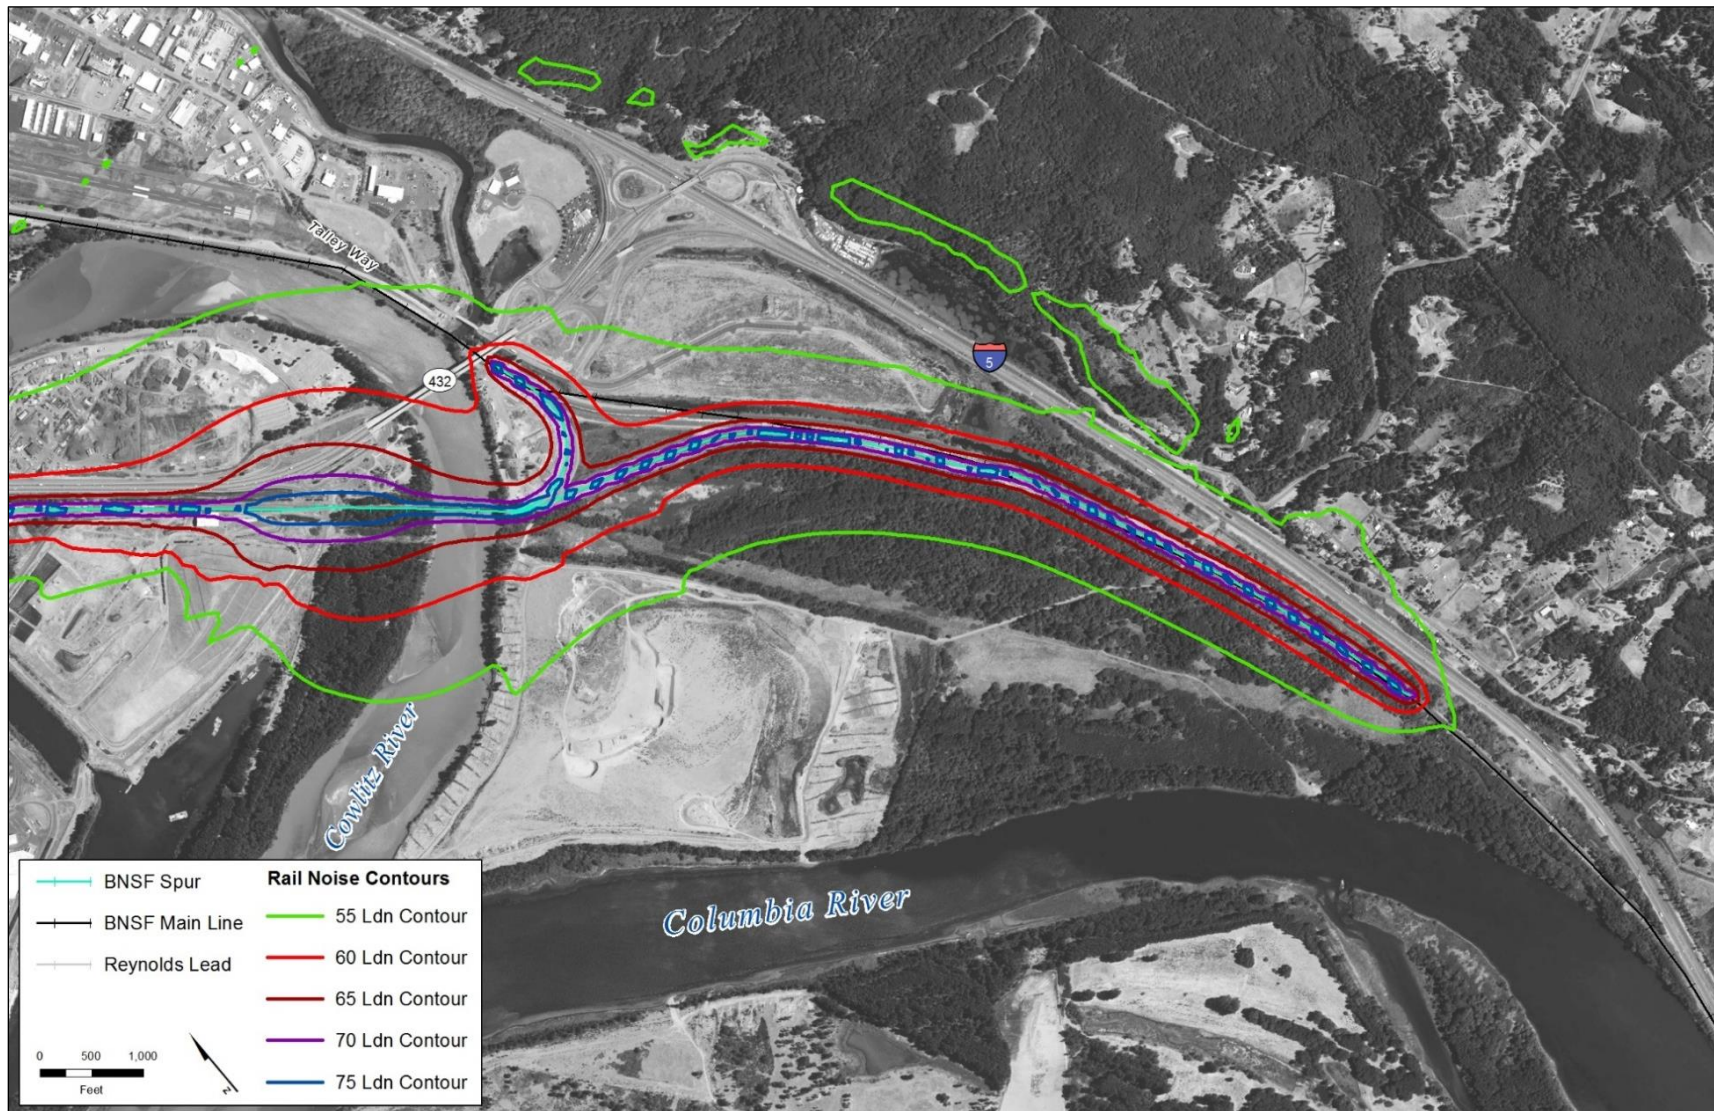 Talley Way
432
5
Cowlitz River
Columbia River
BNSF Spur
BNSF Main Line
Reynolds Lead
Rail Noise Contours
55 Ldn Contour
60 Ldn Contour
65 Ldn Contour
70 Ldn Contour
75 Ldn Contour
0 500 1,000
Feet
N